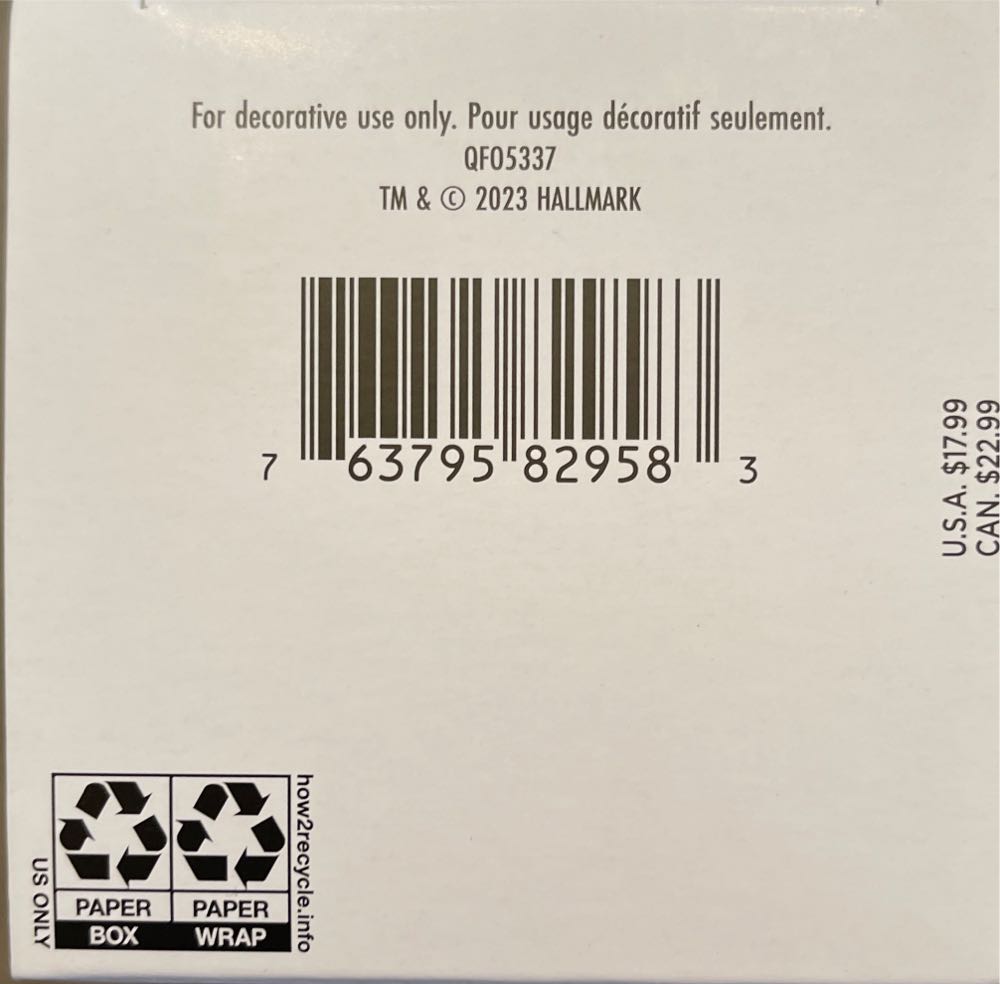 For decorative use only. Pour usage décoratif seulement.
QFO5337
TM & © 2023 HALLMARK
7 63795 82958 3
U.S.A. $17.99
CAN. $22.99
how2recycle.info
US ONLY
PAPER PAPER
BOX WRAP